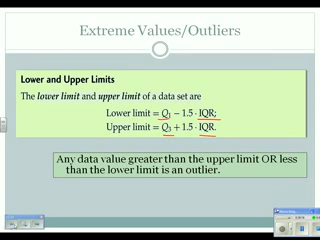 Extreme Values/Outliers
Lower and Upper Limits
The lower limit and upper limit of a data set are
Lower limit = Q₁ − 1.5 · IQR;
Upper limit = Q₃ + 1.5 · IQR.
Any data value greater than the upper limit OR less
than the lower limit is an outlier.